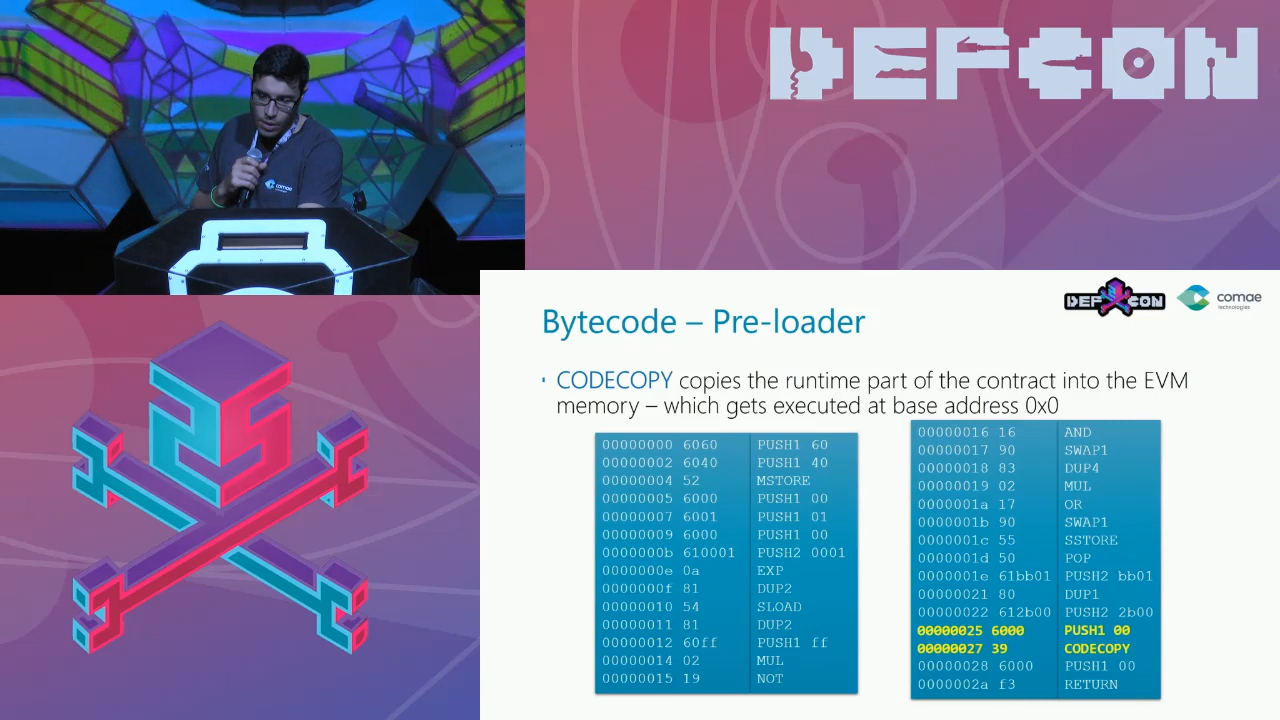 DEFCON
comae
DEF CON
comae
technologies
Bytecode – Pre-loader
CODECOPY copies the runtime part of the contract into the EVM
memory – which gets executed at base address 0x0
00000000 6060 PUSH1 60
00000002 6040 PUSH1 40
00000004 52 MSTORE
00000005 6000 PUSH1 00
00000007 6001 PUSH1 01
00000009 6000 PUSH1 00
0000000b 610001 PUSH2 0001
0000000e 0a EXP
0000000f 81 DUP2
00000010 54 SLOAD
00000011 81 DUP2
00000012 60ff PUSH1 ff
00000014 02 MUL
00000015 19 NOT
00000016 16 AND
00000017 90 SWAP1
00000018 83 DUP4
00000019 02 MUL
0000001a 17 OR
0000001b 90 SWAP1
0000001c 55 SSTORE
0000001d 50 POP
0000001e 61bb01 PUSH2 bb01
00000021 80 DUP1
00000022 612b00 PUSH2 2b00
00000025 6000 PUSH1 00
00000027 39 CODECOPY
00000028 6000 PUSH1 00
0000002a f3 RETURN